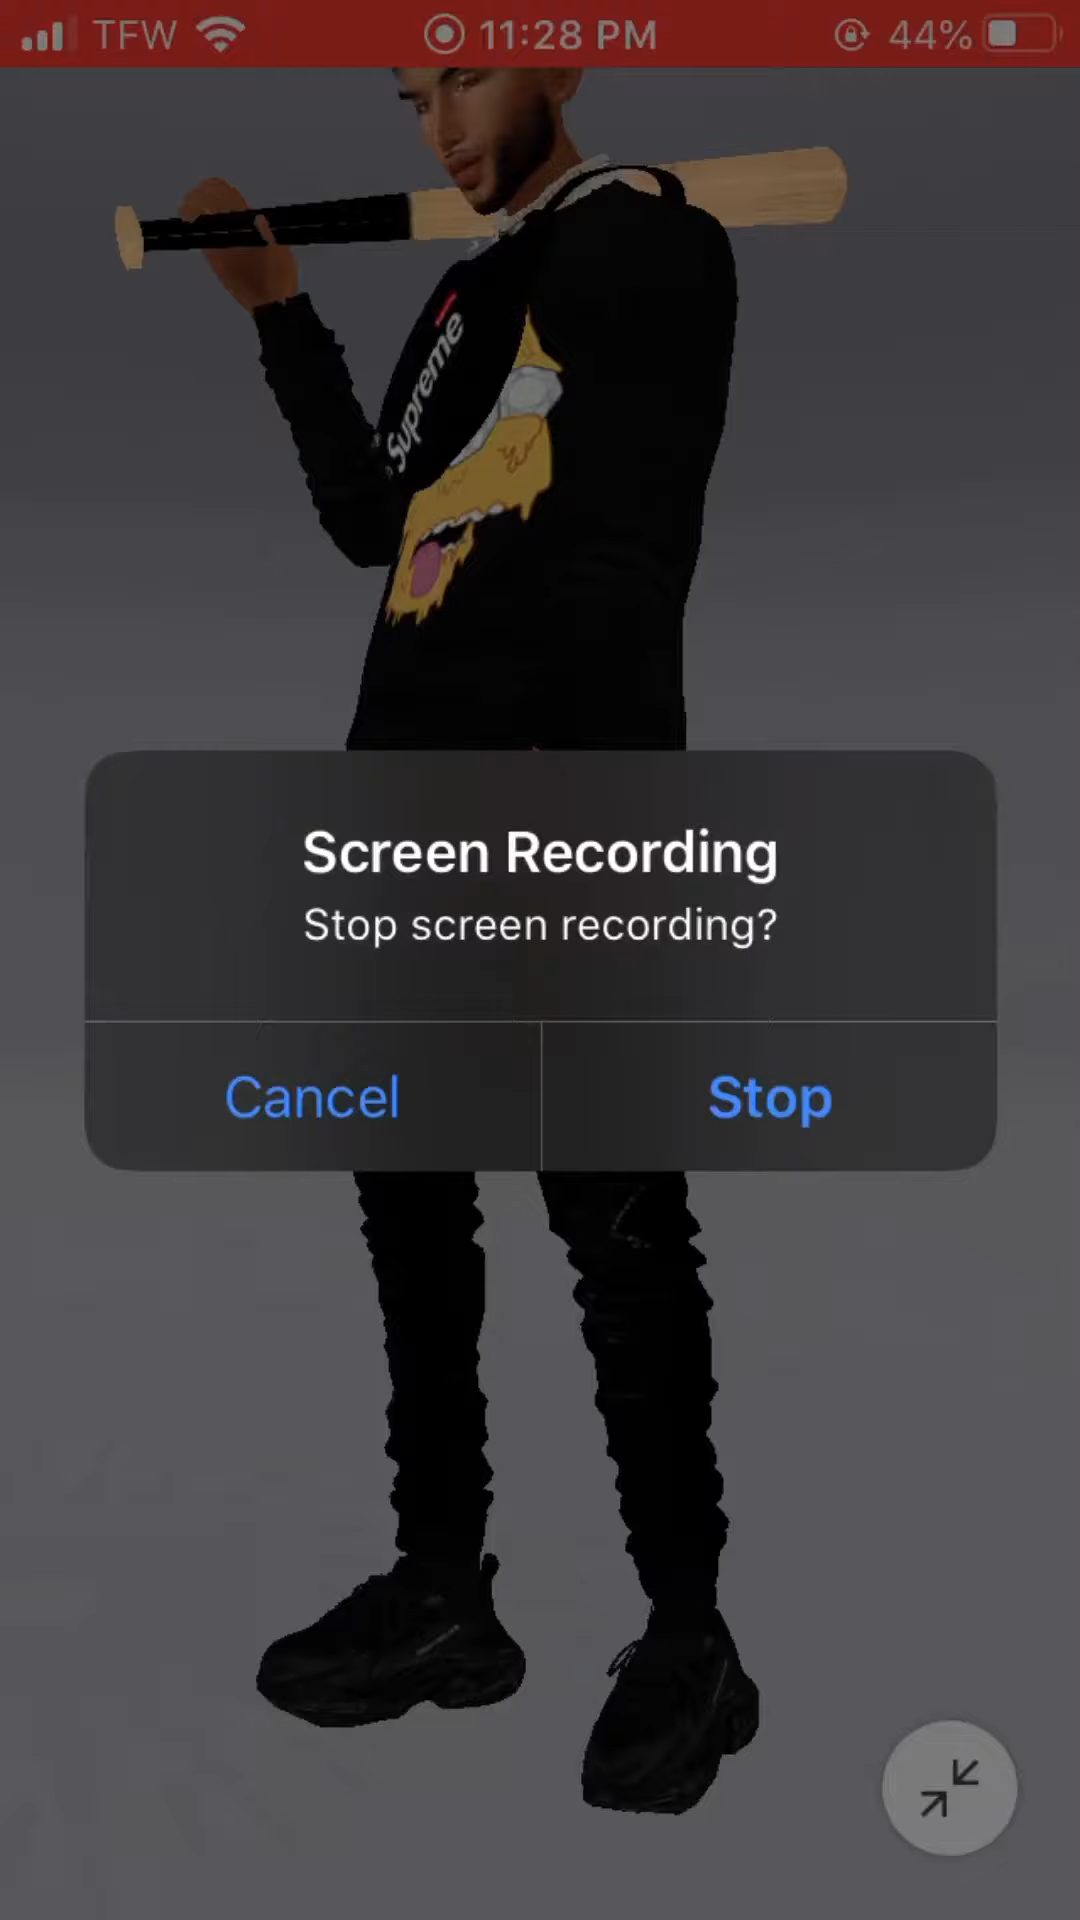 TFW 11:28 PM 44%
Supreme
Screen Recording
Stop screen recording?
Cancel Stop